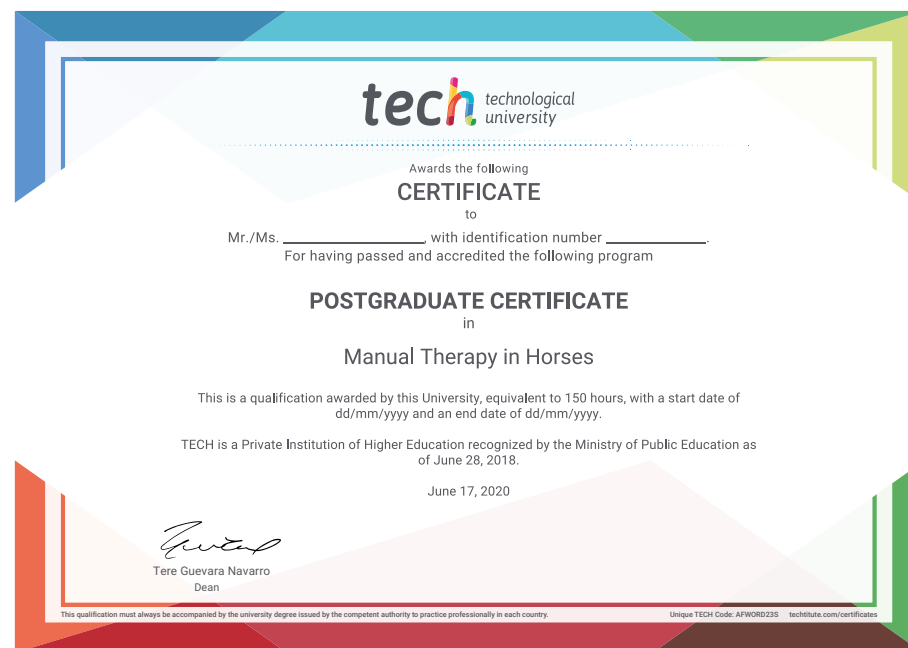 tech technological
university
Awards the following
CERTIFICATE
to
Mr./Ms. ____________________, with identification number ______________.
For having passed and accredited the following program
POSTGRADUATE CERTIFICATE
in
Manual Therapy in Horses
This is a qualification awarded by this University, equivalent to 150 hours, with a start date of
dd/mm/yyyy and an end date of dd/mm/yyyy.
TECH is a Private Institution of Higher Education recognized by the Ministry of Public Education as
of June 28, 2018.
June 17, 2020
Tere Guevara Navarro
Dean
This qualification must always be accompanied by the university degree issued by the competent authority to practice professionally in each country. Unique TECH Code: AFWORD23S techtitute.com/certificates